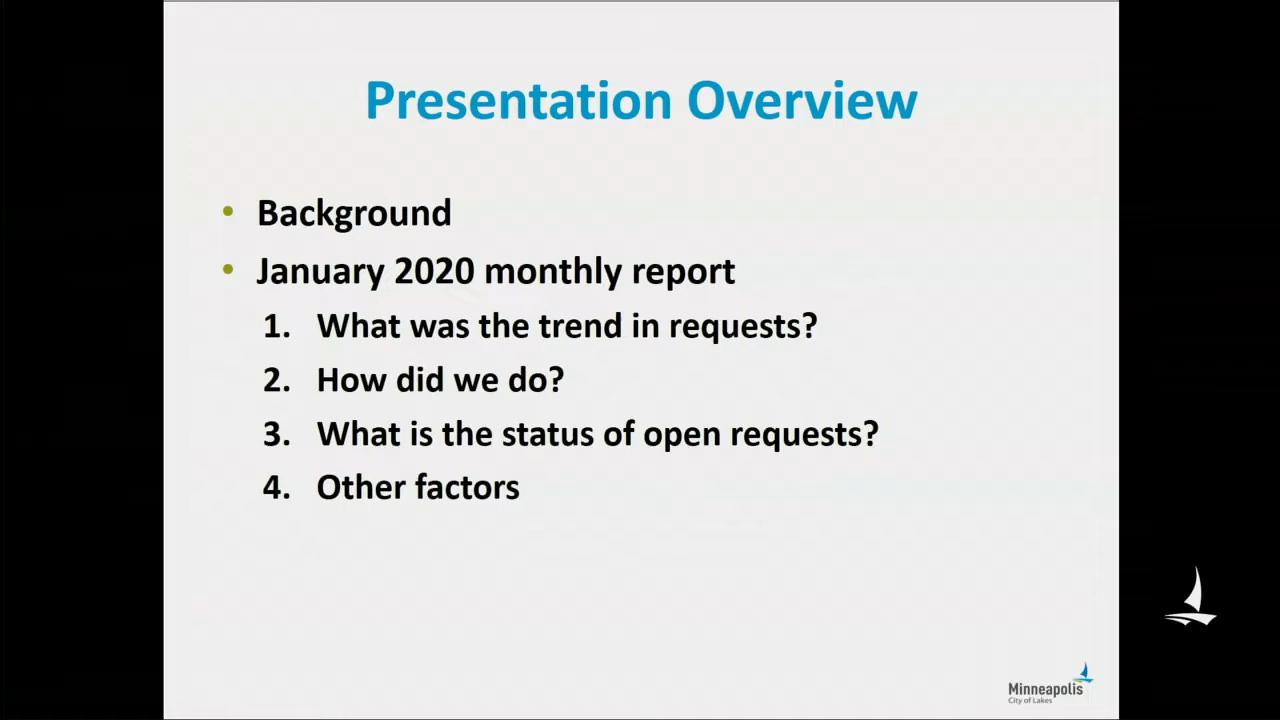 Presentation Overview
• Background
• January 2020 monthly report
1. What was the trend in requests?
2. How did we do?
3. What is the status of open requests?
4. Other factors
Minneapolis
City of Lakes